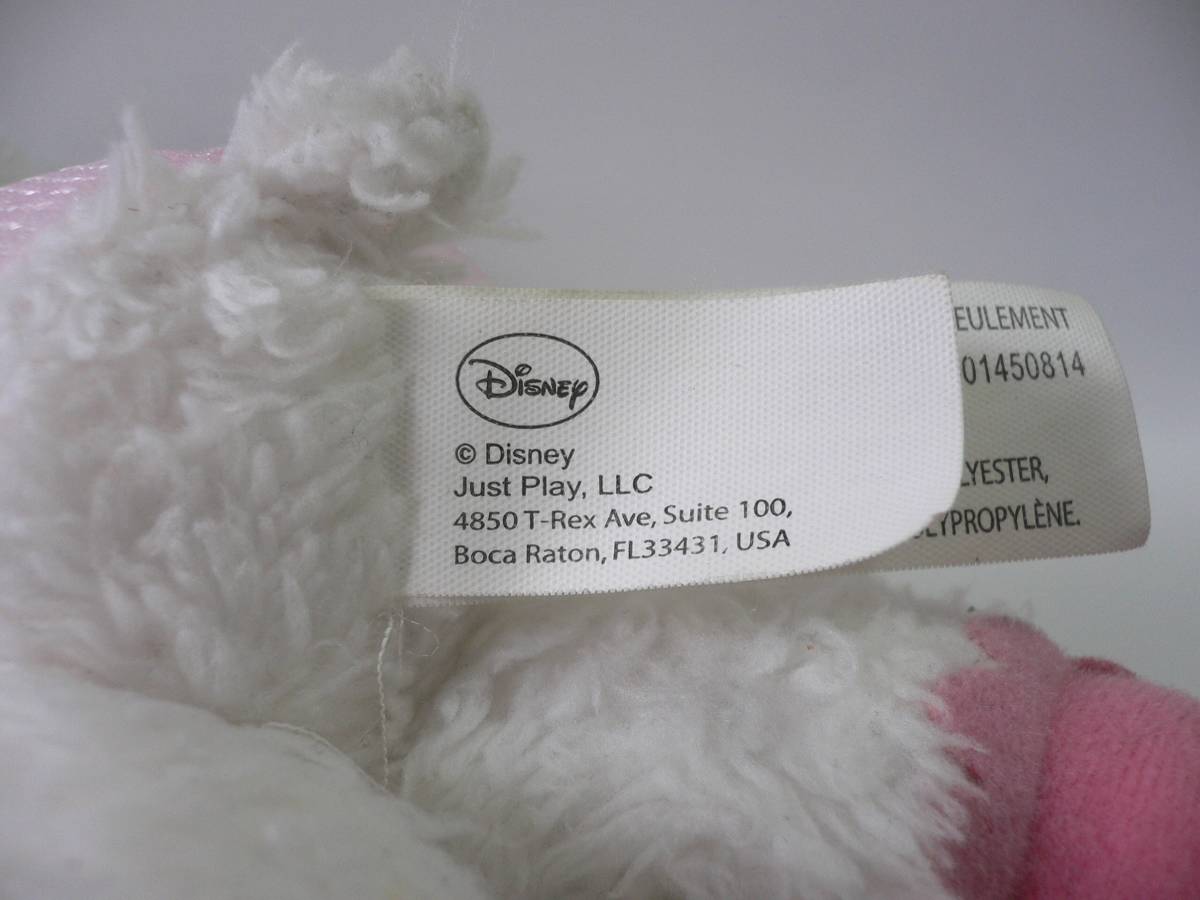 Disney
© Disney
Just Play, LLC
4850 T-Rex Ave, Suite 100,
Boca Raton, FL33431, USA
EULEMENT
01450814
LYESTER,
LYPROPYLÈNE.